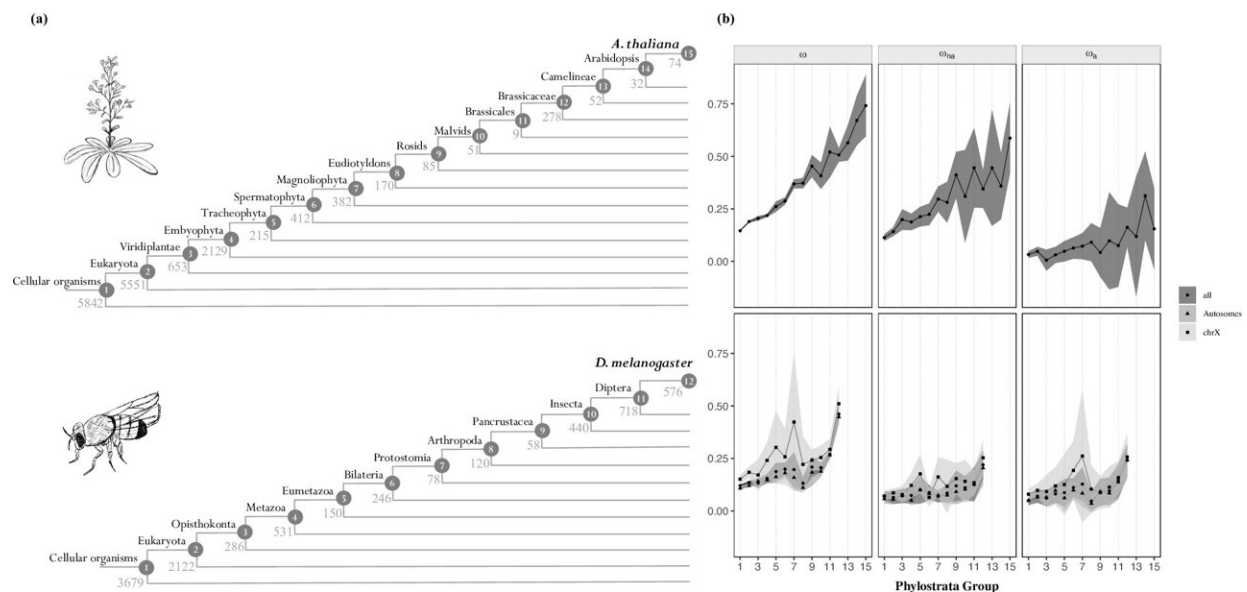 (a)
A. thaliana
15
Arabidopsis
74
14
Camelineae
32
13
Brassicaceae
52
12
Brassicales
278
11
Malvids
9
10
Rosids
51
9
Eudiotyldons
85
8
Magnoliophyta
170
7
Spermatophyta
382
6
Tracheophyta
412
5
Embyophyta
215
4
Viridiplantae
2129
3
Eukaryota
653
2
Cellular organisms
5551
1
5842
D. melanogaster
12
Diptera
576
11
Insecta
718
10
Pancrustacea
440
9
Arthropoda
58
8
Protostomia
120
7
Bilateria
78
6
Eumetazoa
246
5
Metazoa
150
4
Opisthokonta
531
3
Eukaryota
286
2
Cellular organisms
2122
1
3679
(b)
ω ωna ωa
0.75
0.50
0.25
0.00
0.75
0.50
0.25
0.00
1 3 5 7 9 11 13 15 1 3 5 7 9 11 13 15 1 3 5 7 9 11 13 15
Phylostrata Group
all
Autosomes
chrX